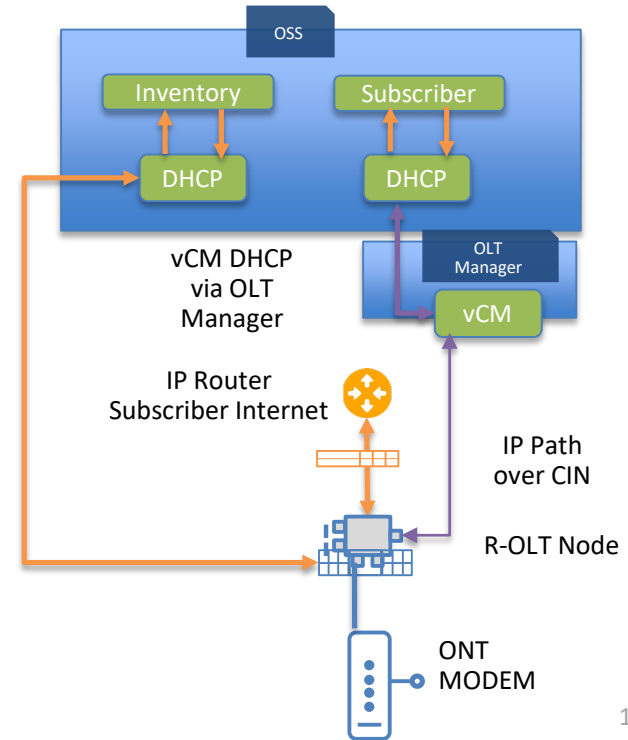 OSS
Inventory
Subscriber
DHCP
DHCP
vCM DHCP
via OLT
Manager
OLT
Manager
vCM
IP Router
Subscriber Internet
IP Path
over CIN
R-OLT Node
ONT
MODEM
1